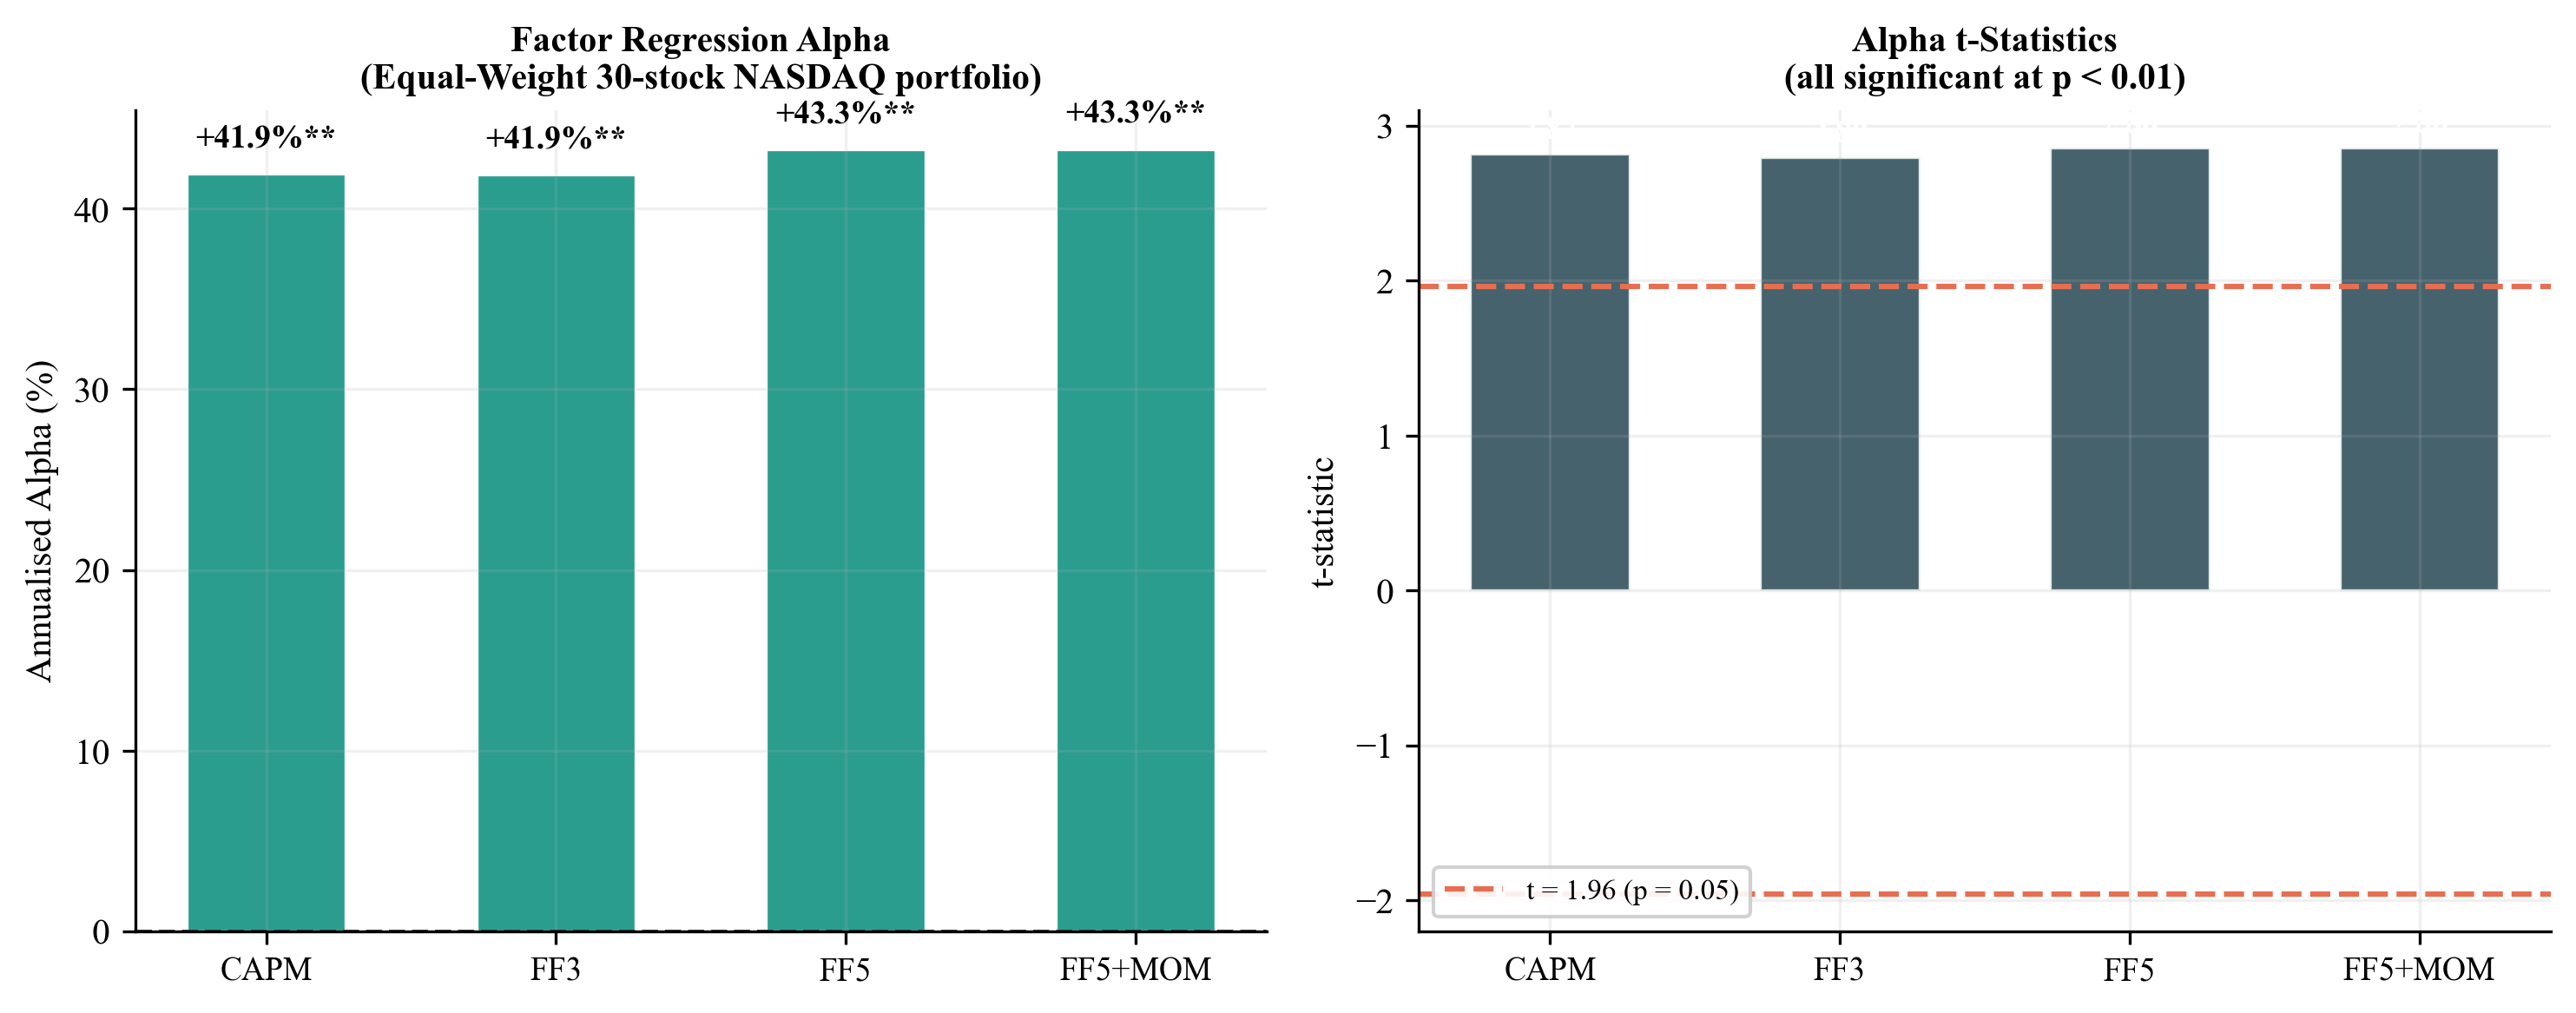 Factor Regression Alpha
(Equal-Weight 30-stock NASDAQ portfolio)
+41.9%**
+41.9%**
+43.3%**
+43.3%**
Annualised Alpha (%)
40
30
20
10
0
CAPM
FF3
FF5
FF5+MOM
Alpha t-Statistics
(all significant at p < 0.01)
t-statistic
3
2
1
0
−1
−2
t = 1.96 (p = 0.05)
CAPM
FF3
FF5
FF5+MOM